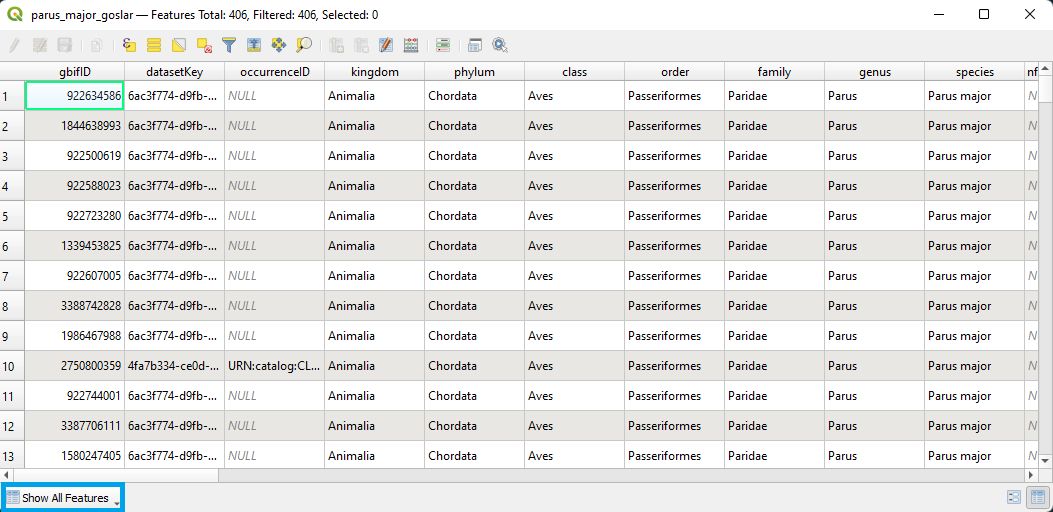 parus_major_goslar — Features Total: 406, Filtered: 406, Selected: 0
gbifID datasetKey occurrenceID kingdom phylum class order family genus species nf
1 922634586 6ac3f774-d9fb-... NULL Animalia Chordata Aves Passeriformes Paridae Parus Parus major N
2 1844638993 6ac3f774-d9fb-... NULL Animalia Chordata Aves Passeriformes Paridae Parus Parus major N
3 922500619 6ac3f774-d9fb-... NULL Animalia Chordata Aves Passeriformes Paridae Parus Parus major N
4 922588023 6ac3f774-d9fb-... NULL Animalia Chordata Aves Passeriformes Paridae Parus Parus major N
5 922723280 6ac3f774-d9fb-... NULL Animalia Chordata Aves Passeriformes Paridae Parus Parus major N
6 1339453825 6ac3f774-d9fb-... NULL Animalia Chordata Aves Passeriformes Paridae Parus Parus major N
7 922607005 6ac3f774-d9fb-... NULL Animalia Chordata Aves Passeriformes Paridae Parus Parus major N
8 3388742828 6ac3f774-d9fb-... NULL Animalia Chordata Aves Passeriformes Paridae Parus Parus major N
9 1986467988 6ac3f774-d9fb-... NULL Animalia Chordata Aves Passeriformes Paridae Parus Parus major N
10 2750800359 4fa7b334-ce0d-... URN:catalog:CL... Animalia Chordata Aves Passeriformes Paridae Parus Parus major N
11 922744001 6ac3f774-d9fb-... NULL Animalia Chordata Aves Passeriformes Paridae Parus Parus major N
12 3387706111 6ac3f774-d9fb-... NULL Animalia Chordata Aves Passeriformes Paridae Parus Parus major N
13 1580247405 6ac3f774-d9fb-... NULL Animalia Chordata Aves Passeriformes Paridae Parus Parus major N
Show All Features